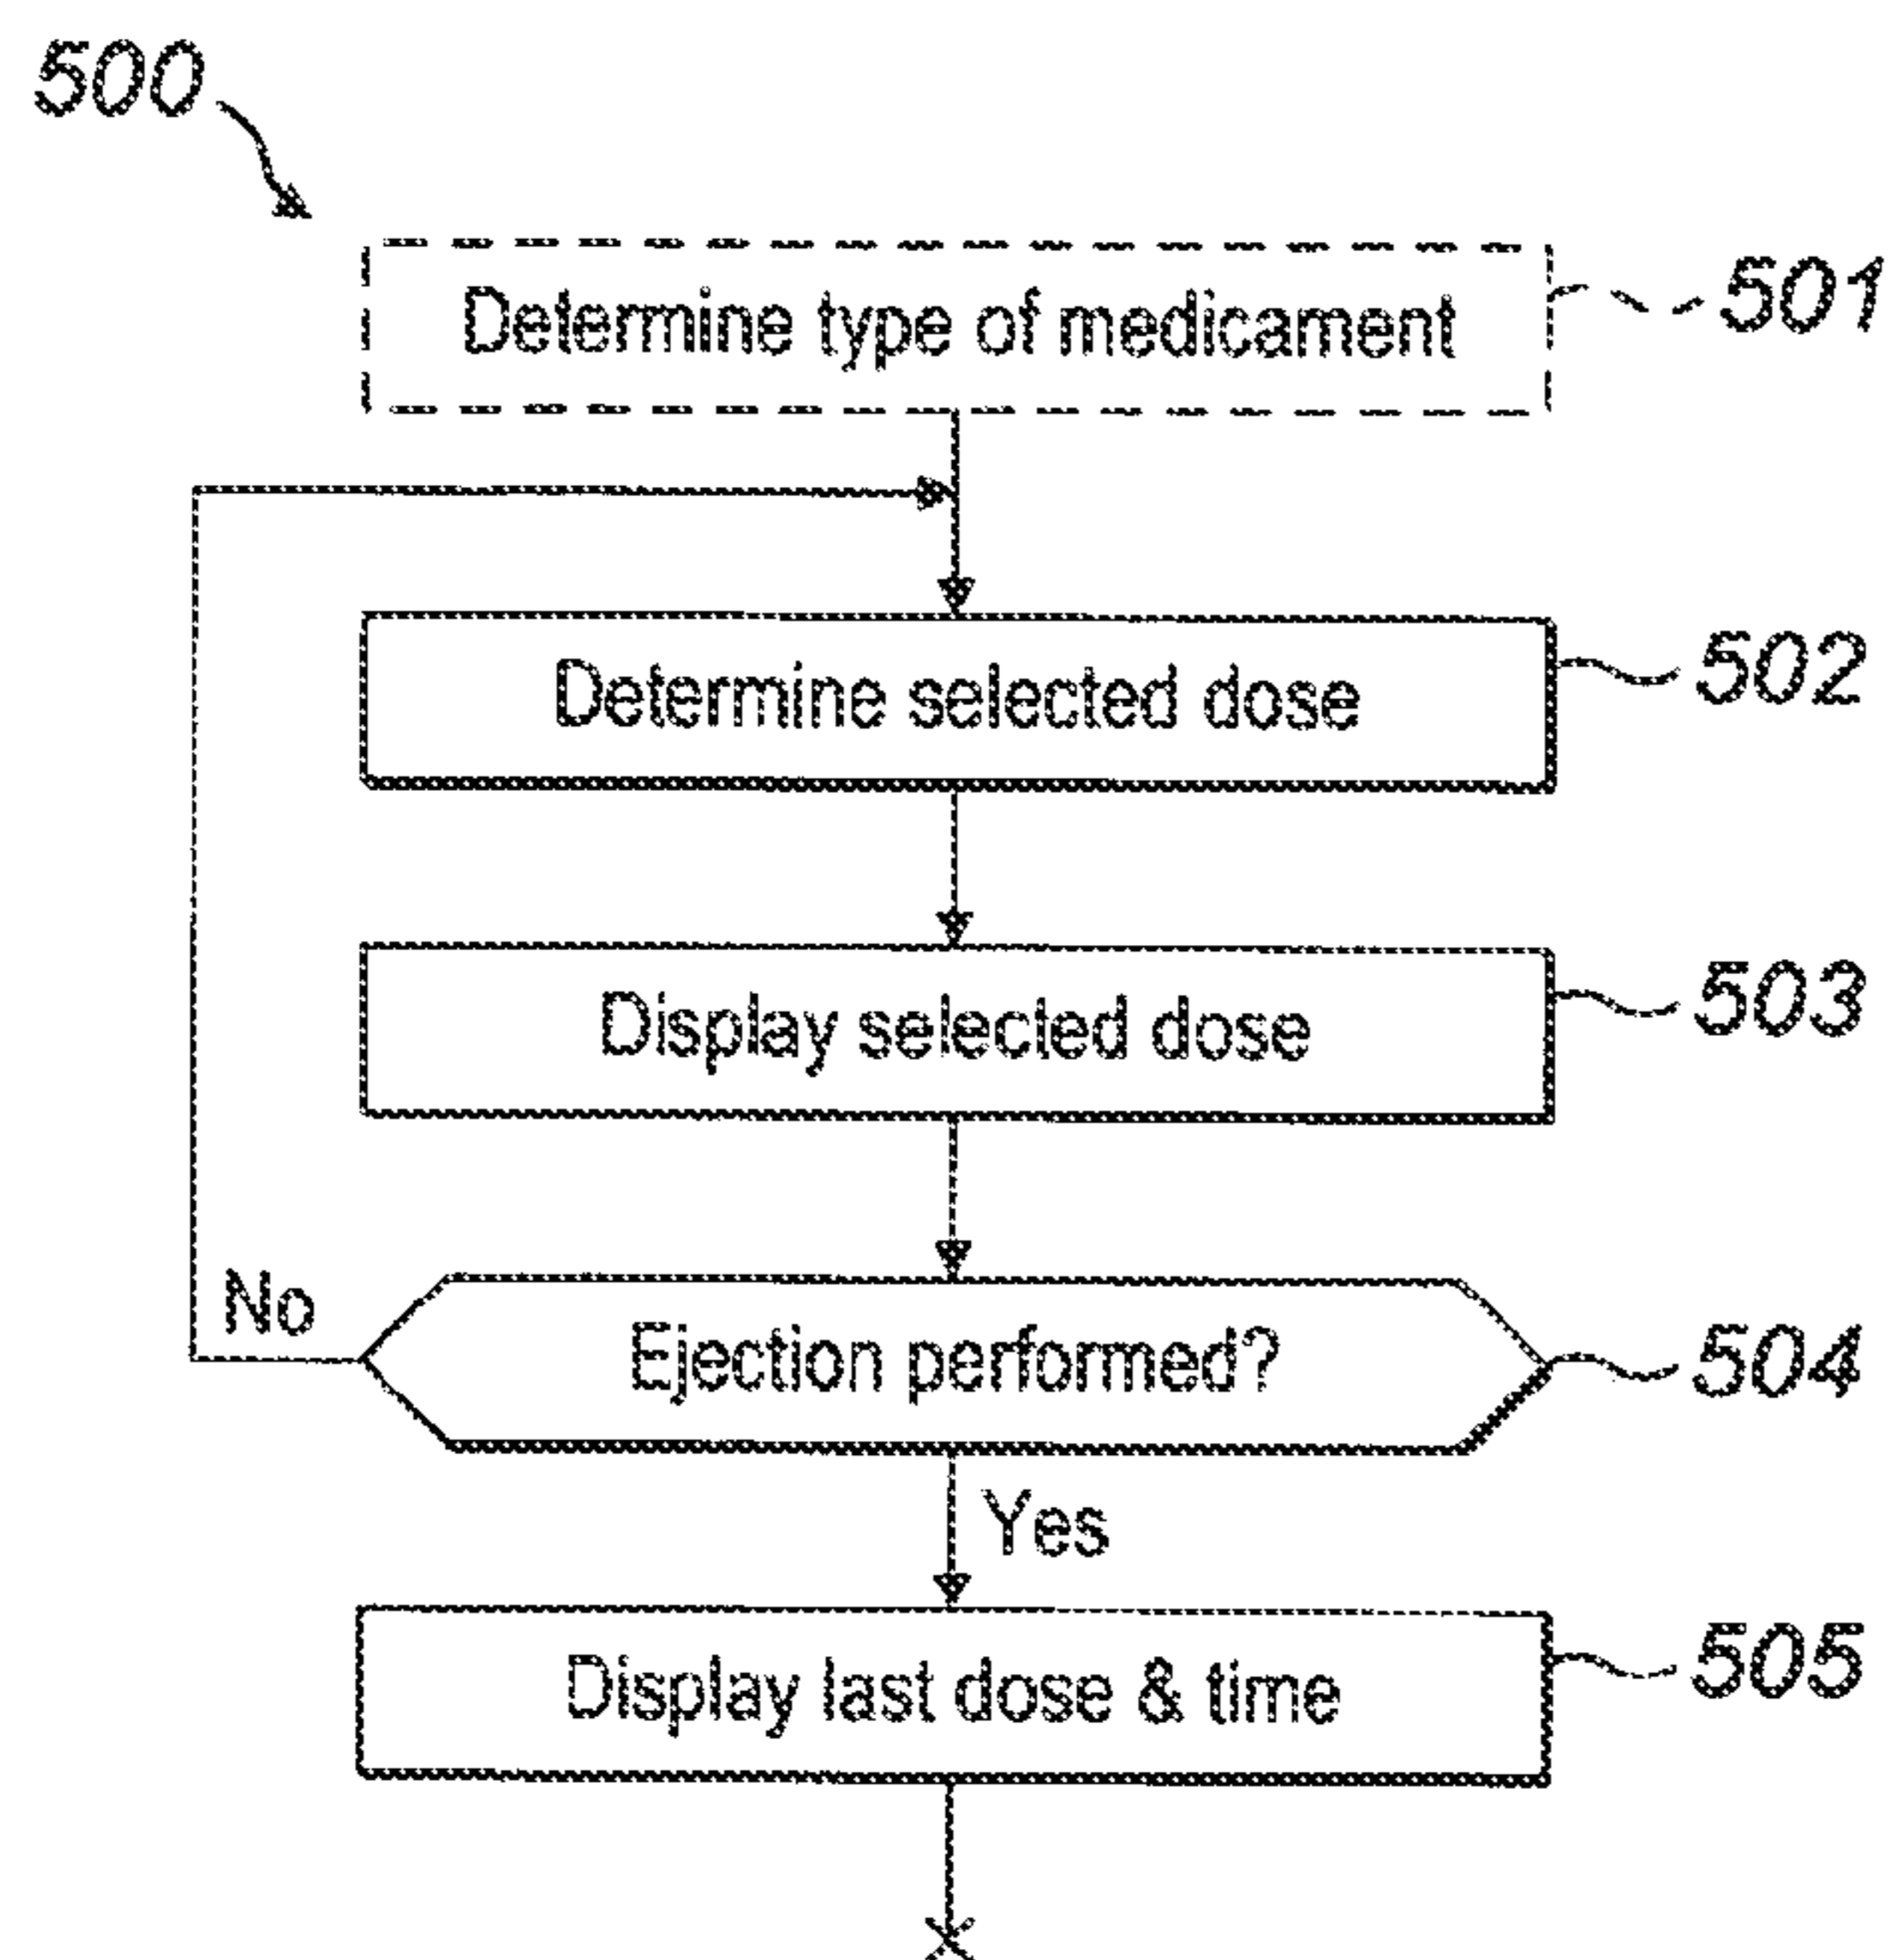 500
Determine type of medicament
501
Determine selected dose
502
Display selected dose
503
No
Ejection performed?
504
Yes
Display last dose & time
505